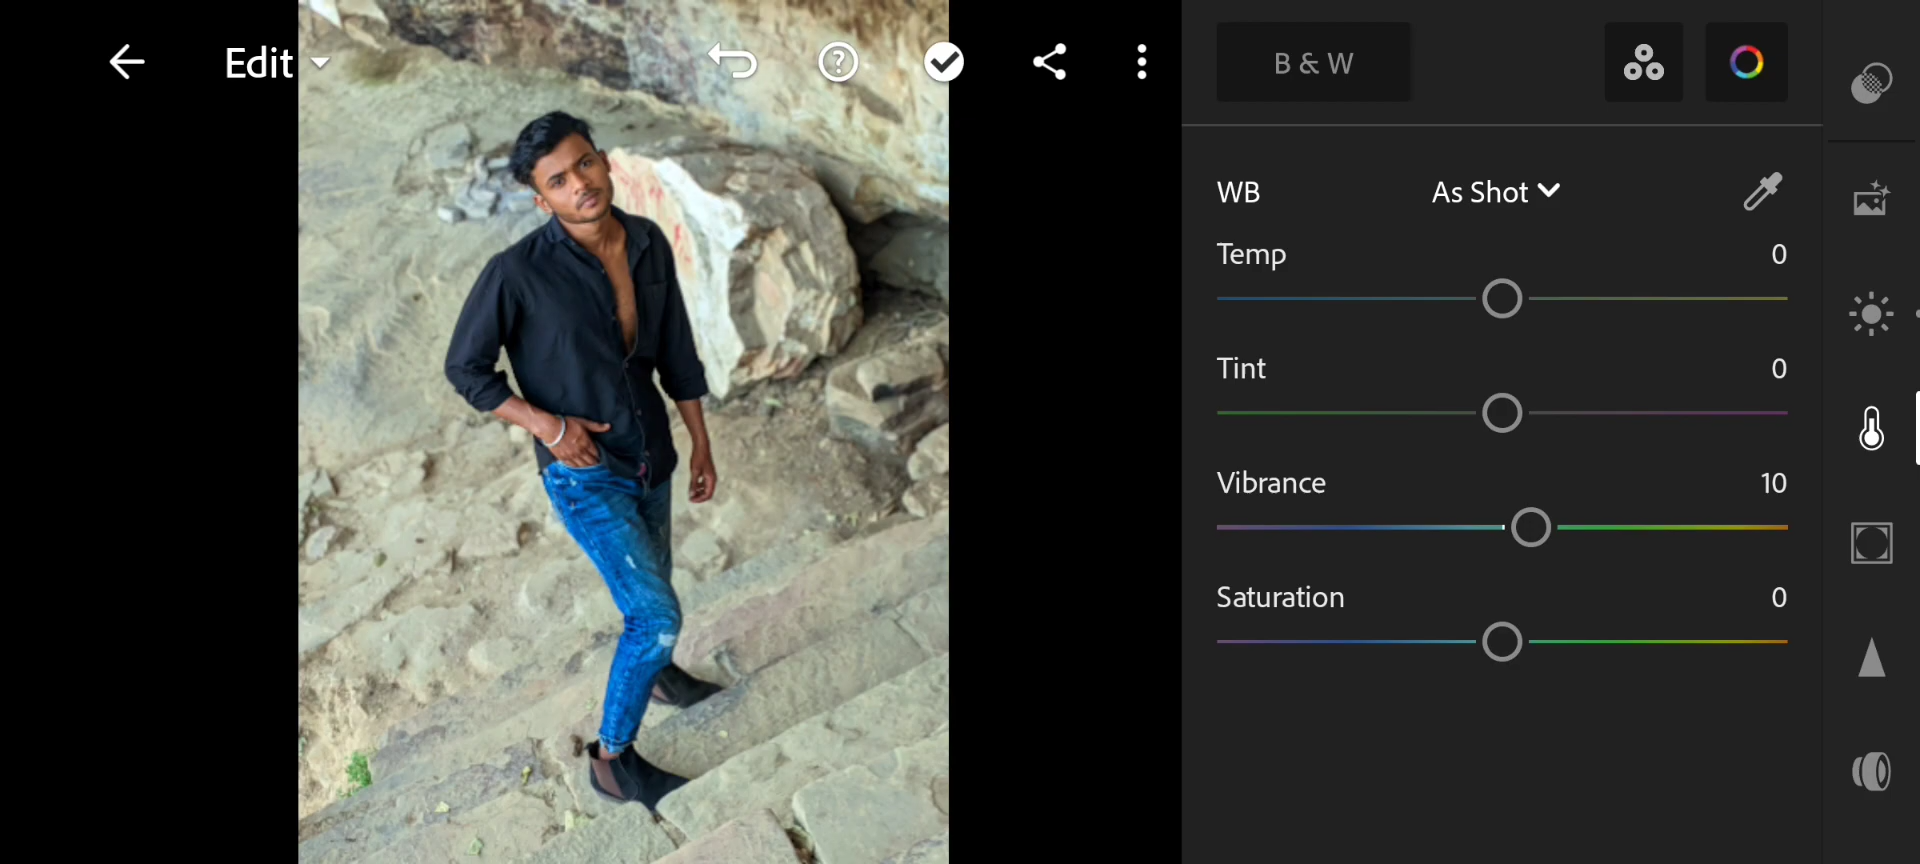 Edit
B & W
WB As Shot
Temp 0
Tint 0
Vibrance 10
Saturation 0